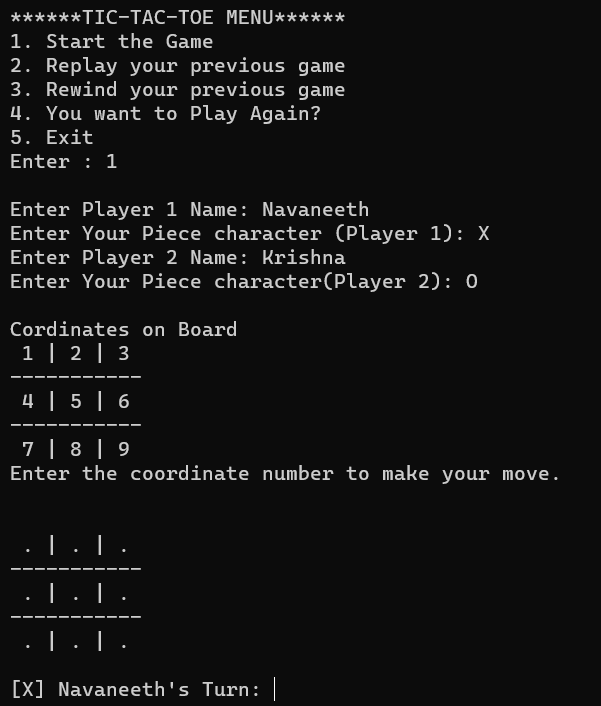 ******TIC-TAC-TOE MENU******
1. Start the Game
2. Replay your previous game
3. Rewind your previous game
4. You want to Play Again?
5. Exit
Enter : 1
Enter Player 1 Name: Navaneeth
Enter Your Piece character (Player 1): X
Enter Player 2 Name: Krishna
Enter Your Piece character(Player 2): O
Cordinates on Board
1 | 2 | 3
-----------
4 | 5 | 6
-----------
7 | 8 | 9
Enter the coordinate number to make your move.
. | . | .
-----------
. | . | .
-----------
. | . | .
[X] Navaneeth's Turn: